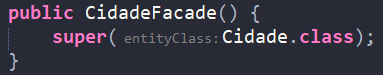 public CidadeFacade() {
super( entityClass: Cidade.class);
}